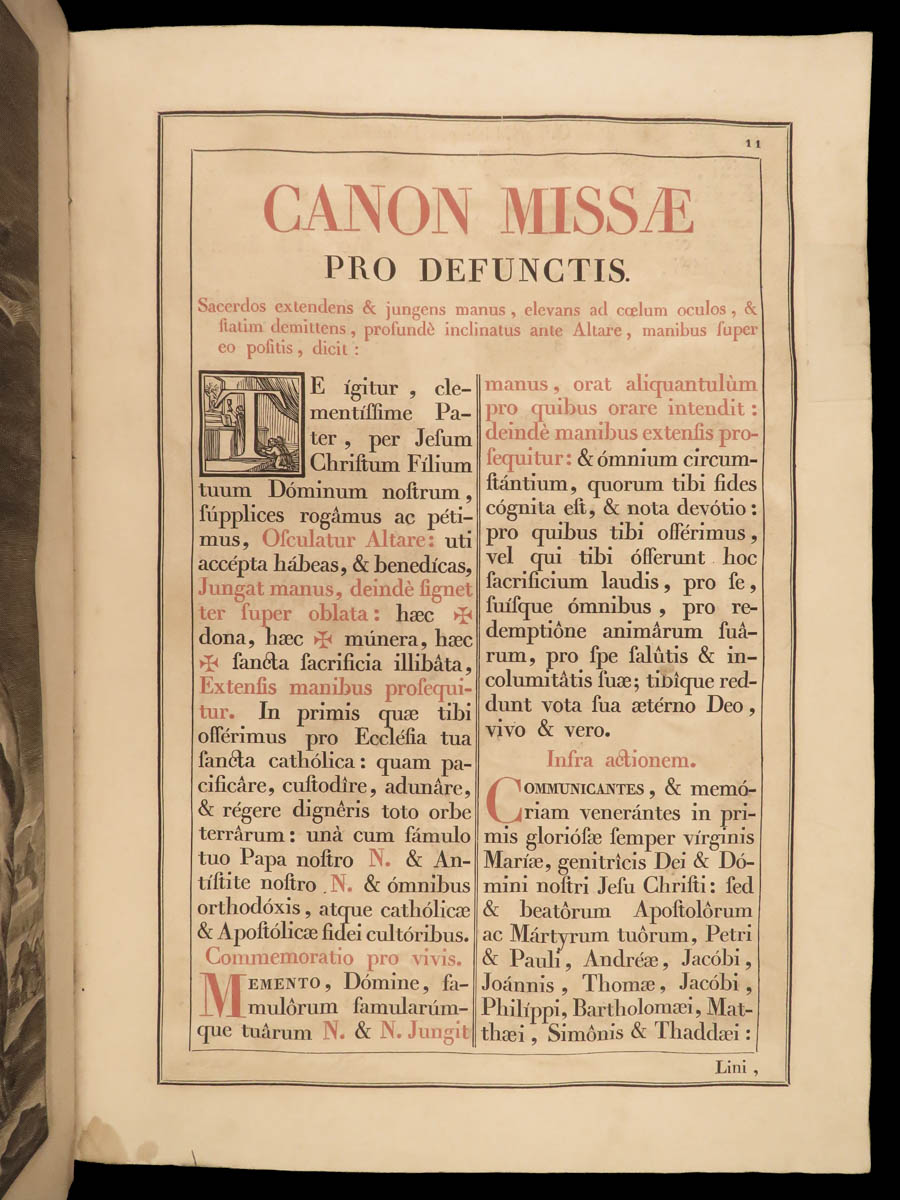 11
CANON MISSÆ
PRO DEFUNCTIS.
Sacerdos extendens & jungens manus, elevans ad cœlum oculos, &
ſtatim demittens, profundè inclinatus ante Altare, manibus ſuper
eo poſitis, dicit:
TE ígitur, cle-
mentíſſime Pa-
ter, per Jeſum
Chriſtum Fílium
tuum Dóminum noſtrum,
ſúpplices rogâmus ac péti-
mus, Oſculatur Altare: uti
accépta hábeas, & benedícas,
Jungat manus, deindè ſignet
ter ſuper oblata: hæc ✠
dona, hæc ✠ múnera, hæc
✠ ſancta ſacrificia illibâta,
Extenſis manibus proſequi-
tur. In primis quæ tibi
offérimus pro Eccléſia tua
ſancta cathólica: quam pa-
cificâre, cuſtodîre, adunâre,
& régere dignêris toto orbe
terrârum: unà cum fámulo
tuo Papa noſtro N. & An-
tíſtite noſtro N. & ómnibus
orthodóxis, atque cathólicæ
& Apoſtólicæ fidei cultóribus.
Commemoratio pro vivis.
MEMENTO, Dómine, fa-
mulôrum famularúm-
que tuârum N. & N. Jungit
manus, orat aliquantulùm
pro quibus orare intendit:
deindè manibus extenſis pro-
ſequitur: & ómnium circum-
ſtántium, quorum tibi fides
cógnita eſt, & nota devótio:
pro quibus tibi offérimus,
vel qui tibi ófferunt hoc
ſacrificium laudis, pro ſe,
ſuíſque ómnibus, pro re-
demptiône animârum ſuâ-
rum, pro ſpe ſalûtis & in-
columitâtis ſuæ; tibîque red-
dunt vota ſua ætérno Deo,
vivo & vero.
Infra actionem.
COMMUNICANTES, & memó-
riam venerántes in pri-
mis glorióſæ ſemper vírginis
Maríæ, genitrîcis Dei & Dó-
mini noſtri Jeſu Chriſti: ſed
& beatôrum Apoſtolôrum
ac Mártyrum tuôrum, Petri
& Pauli, Andréæ, Jacóbi,
Joánnis, Thomæ, Jacóbi,
Philíppi, Bartholomæi, Mat-
thæi, Simônis & Thaddæi:
Lini,